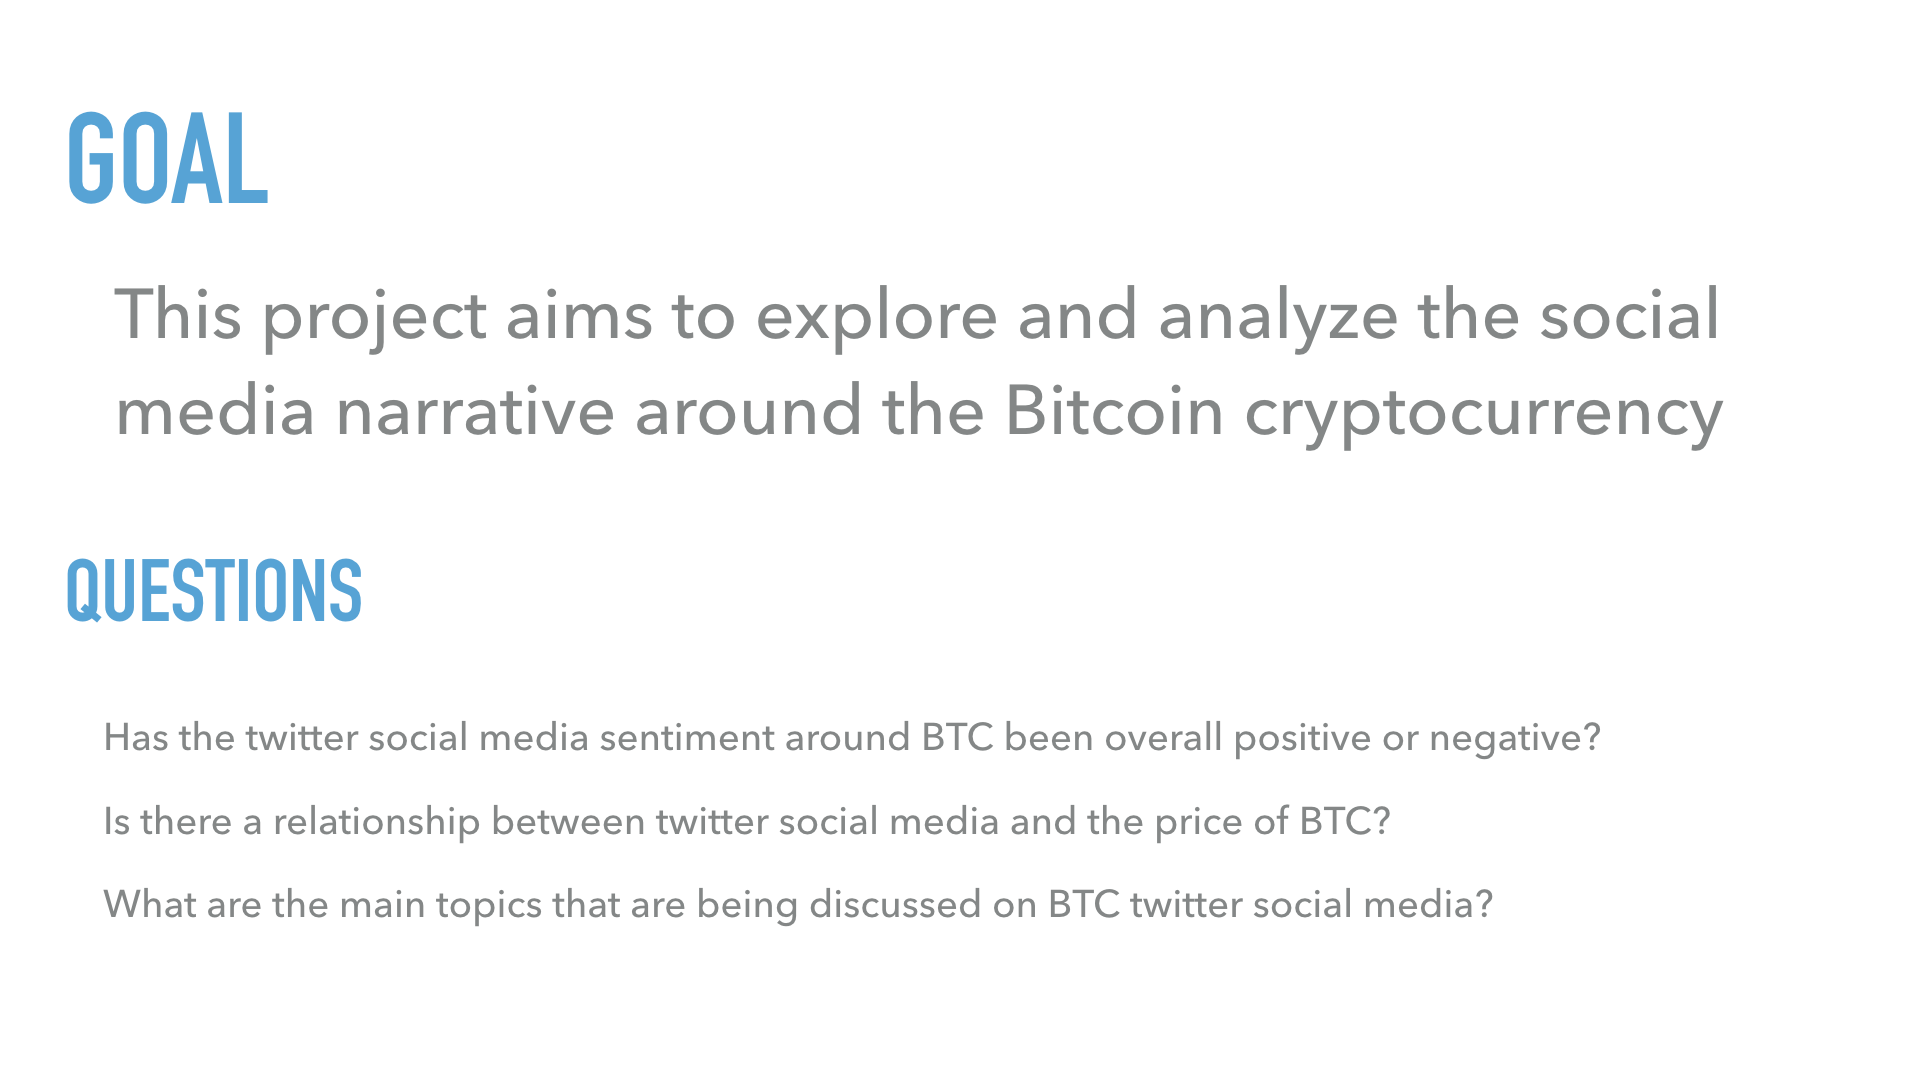 GOAL
This project aims to explore and analyze the social
media narrative around the Bitcoin cryptocurrency
QUESTIONS
Has the twitter social media sentiment around BTC been overall positive or negative?
Is there a relationship between twitter social media and the price of BTC?
What are the main topics that are being discussed on BTC twitter social media?